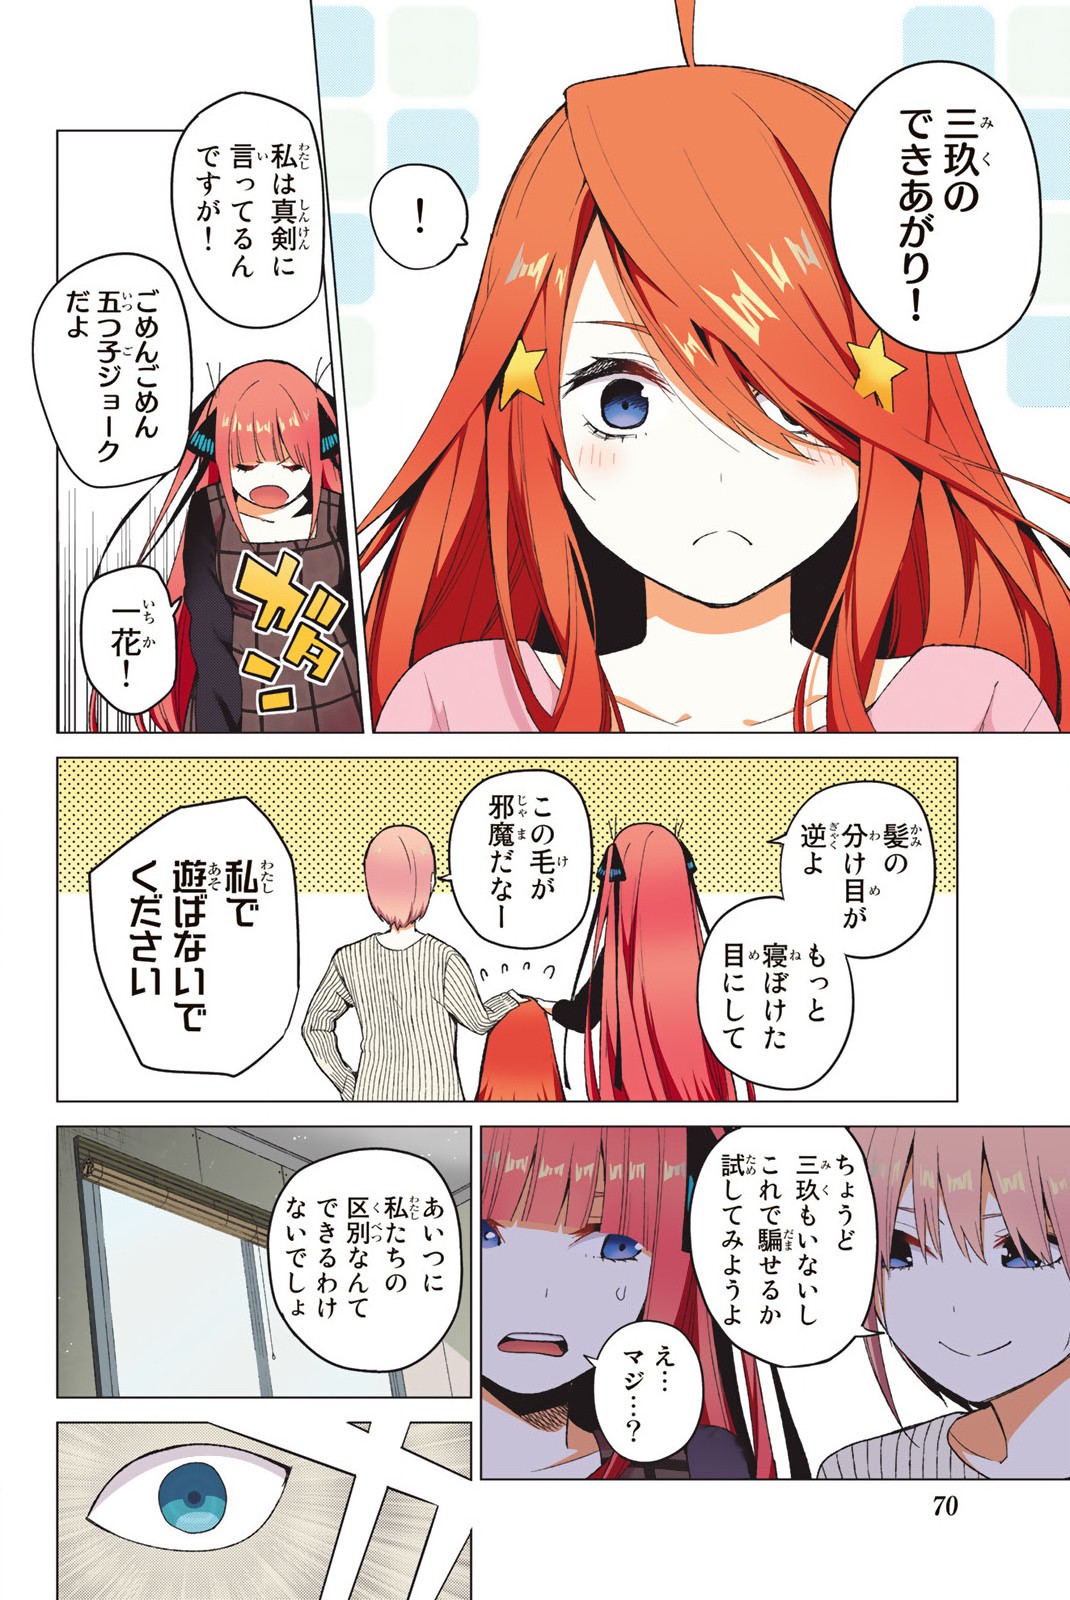 三玖の
できあがり！
！
私は真剣に
言ってるん
ですが！
ごめんごめん
五つ子ジョーク
だよ
ガタン
一花！
髪の
分け目が
逆よ
もっと
寝ぼけた
目にして
この毛が
邪魔だなー
私で
遊ばないで
ください
ちょうど
三玖もいないし
これで騙せるか
試してみようよ
え…
マジ…？
あいつに
私たちの
区別なんて
できるわけ
ないでしょ
70